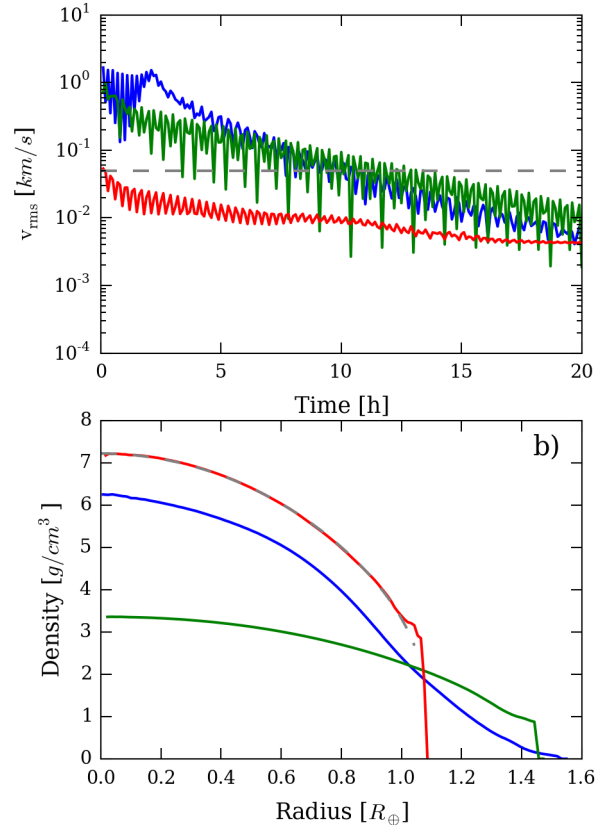 10^1
10^0
10^-1
10^-2
10^-3
10^-4
v_rms [km/s]
0 5 10 15 20
Time [h]
b)
8
7
6
5
4
3
2
1
0
Density [g/cm^3]
0.0 0.2 0.4 0.6 0.8 1.0 1.2 1.4 1.6
Radius [R_⊕]